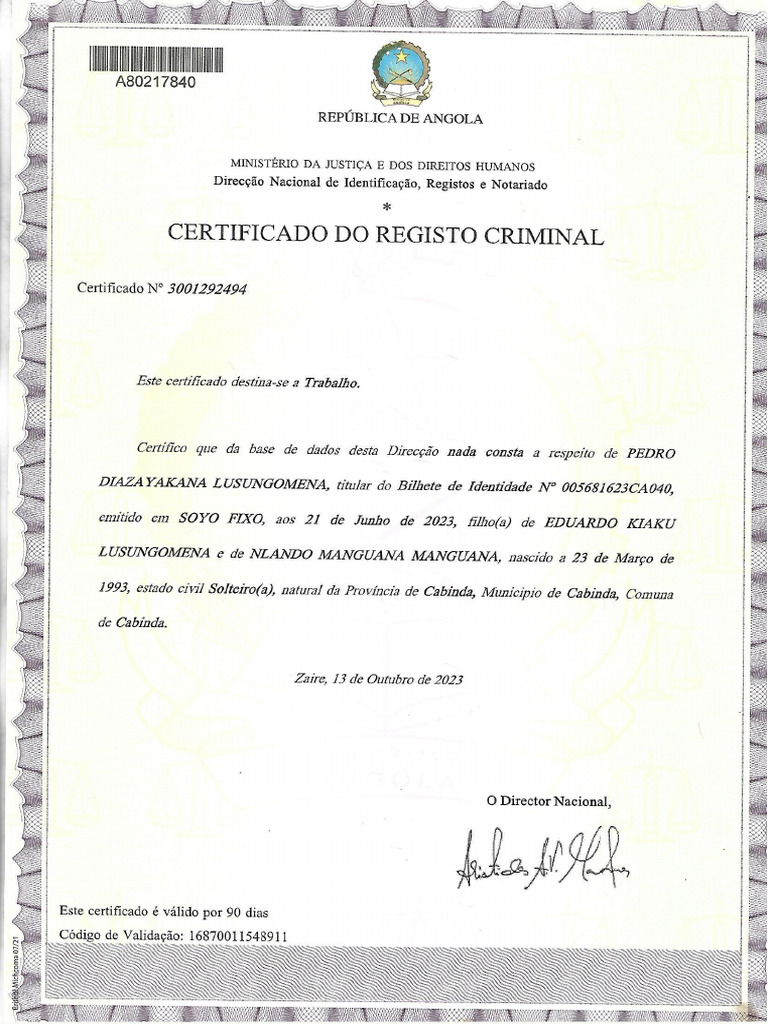 A80217840
REPÚBLICA DE ANGOLA
MINISTÉRIO DA JUSTIÇA E DOS DIREITOS HUMANOS
Direcção Nacional de Identificação, Registos e Notariado
*
CERTIFICADO DO REGISTO CRIMINAL
Certificado Nº 3001292494
Este certificado destina-se a Trabalho.
Certifico que da base de dados desta Direcção nada consta a respeito de PEDRO
DIAZAYAKANA LUSUNGOMENA, titular do Bilhete de Identidade Nº 005681623CA040,
emitido em SOYO FIXO, aos 21 de Junho de 2023, filho(a) de EDUARDO KIAKU
LUSUNGOMENA e de NLANDO MANGUANA MANGUANA, nascido a 23 de Março de
1993, estado civil Solteiro(a), natural da Província de Cabinda, Municipio de Cabinda, Comuna
de Cabinda.
Zaire, 13 de Outubro de 2023
O Director Nacional,
Este certificado é válido por 90 dias
Código de Validação: 16870011548911